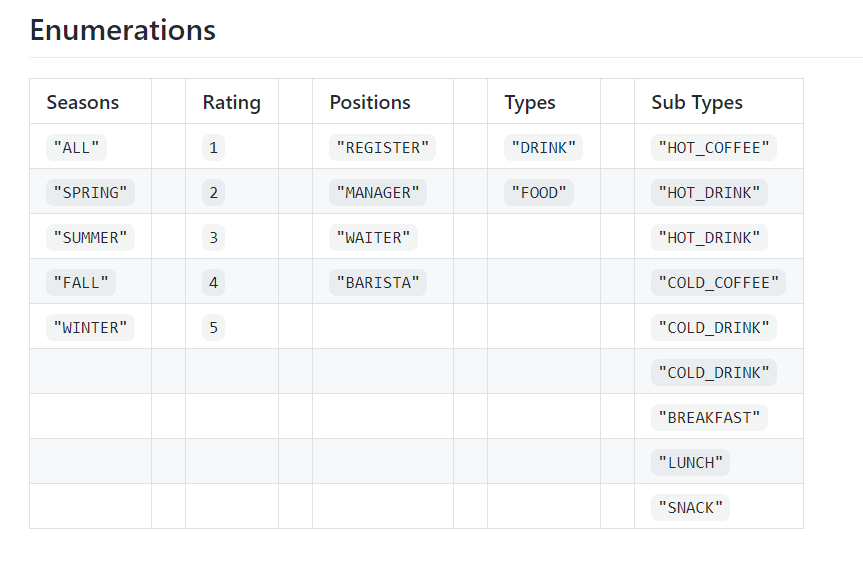 Enumerations
Seasons Rating Positions Types Sub Types
"ALL" 1 "REGISTER" "DRINK" "HOT_COFFEE"
"SPRING" 2 "MANAGER" "FOOD" "HOT_DRINK"
"SUMMER" 3 "WAITER" "HOT_DRINK"
"FALL" 4 "BARISTA" "COLD_COFFEE"
"WINTER" 5 "COLD_DRINK"
"COLD_DRINK"
"BREAKFAST"
"LUNCH"
"SNACK"